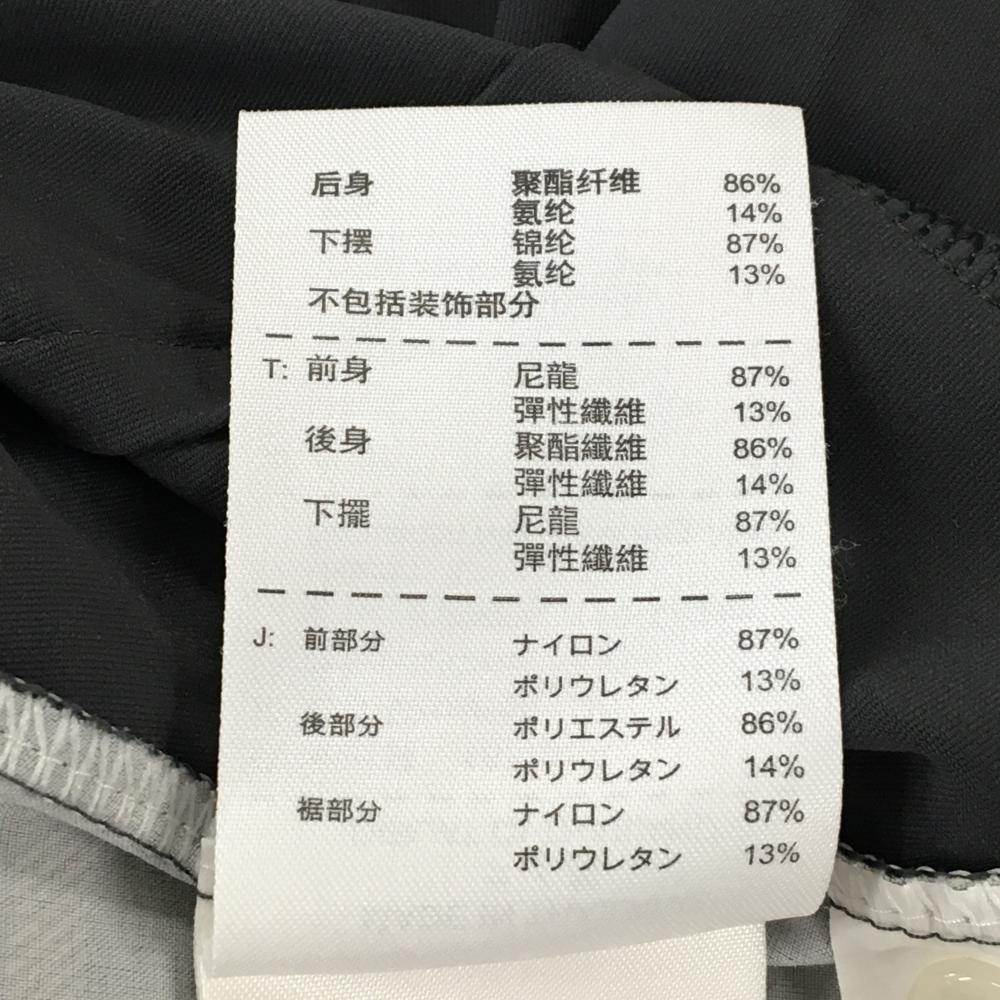 后身 聚酯纤维 86%
氨纶 14%
下摆 锦纶 87%
氨纶 13%
不包括装饰部分
T: 前身 尼龍 87%
彈性纖維 13%
後身 聚酯纖維 86%
彈性纖維 14%
下擺 尼龍 87%
彈性纖維 13%
J: 前部分 ナイロン 87%
ポリウレタン 13%
後部分 ポリエステル 86%
ポリウレタン 14%
裾部分 ナイロン 87%
ポリウレタン 13%